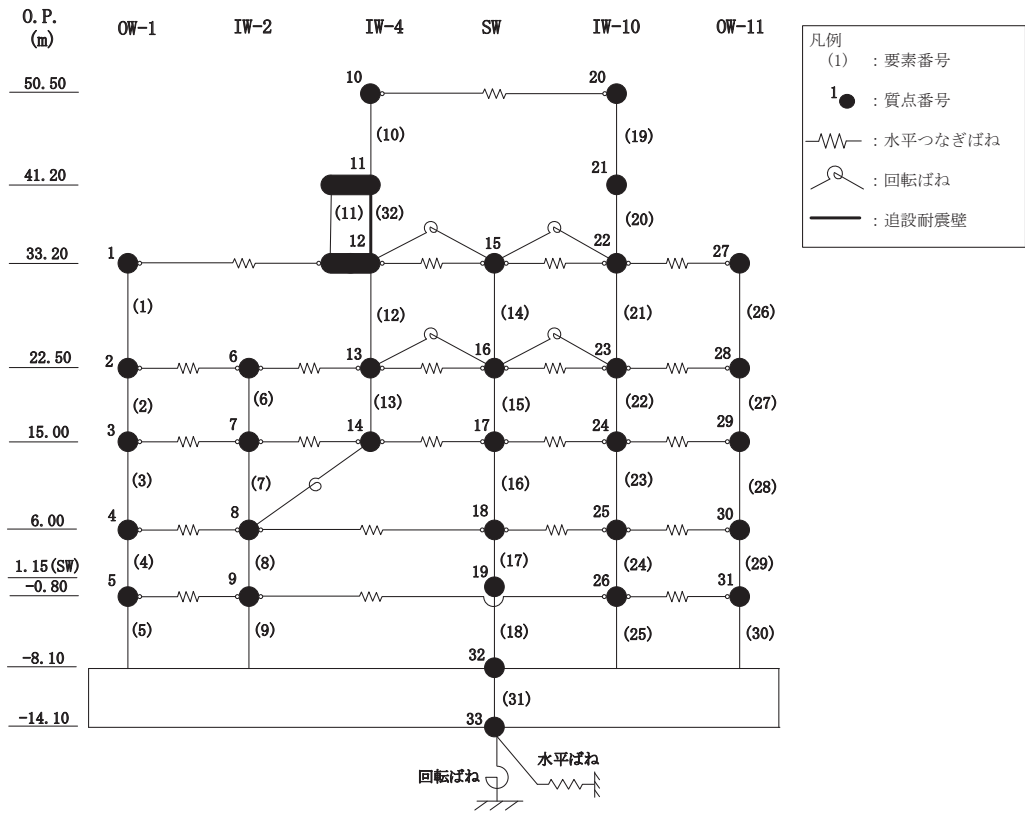 O.P.
(m)
OW-1 IW-2 IW-4 SW IW-10 OW-11
凡例
(1) : 要素番号
1 : 質点番号
: 水平つなぎばね
: 回転ばね
: 追設耐震壁
50.50 10 20
(10) (19)
41.20 11 21
(11) (32) (20)
33.20 1 12 15 22 27
(1) (12) (14) (21) (26)
22.50 2 6 13 16 23 28
(2) (6) (13) (15) (22) (27)
15.00 3 7 14 17 24 29
(3) (7) (16) (23) (28)
6.00 4 8 18 25 30
(4) (8) (17) (24) (29)
1.15(SW) 19
-0.80 5 9 26 31
(5) (9) (18) (25) (30)
-8.10 32
(31)
-14.10 33
水平ばね
回転ばね